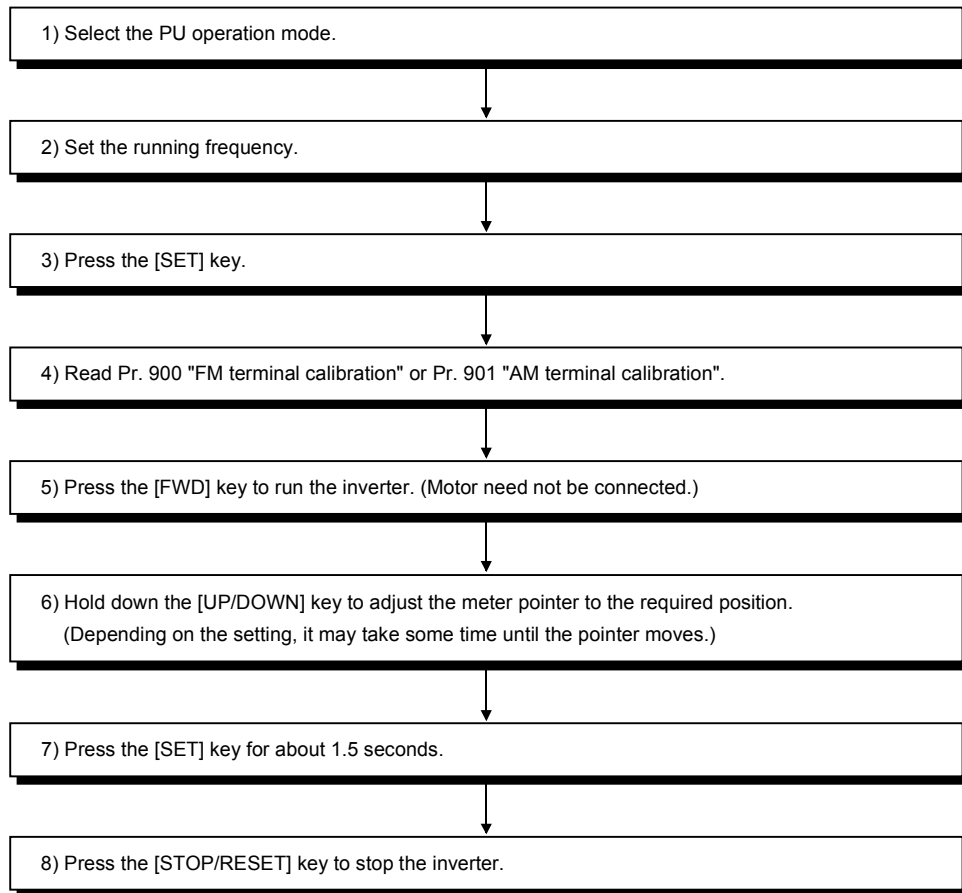 1) Select the PU operation mode.
2) Set the running frequency.
3) Press the [SET] key.
4) Read Pr. 900 "FM terminal calibration" or Pr. 901 "AM terminal calibration".
5) Press the [FWD] key to run the inverter. (Motor need not be connected.)
6) Hold down the [UP/DOWN] key to adjust the meter pointer to the required position.
(Depending on the setting, it may take some time until the pointer moves.)
7) Press the [SET] key for about 1.5 seconds.
8) Press the [STOP/RESET] key to stop the inverter.